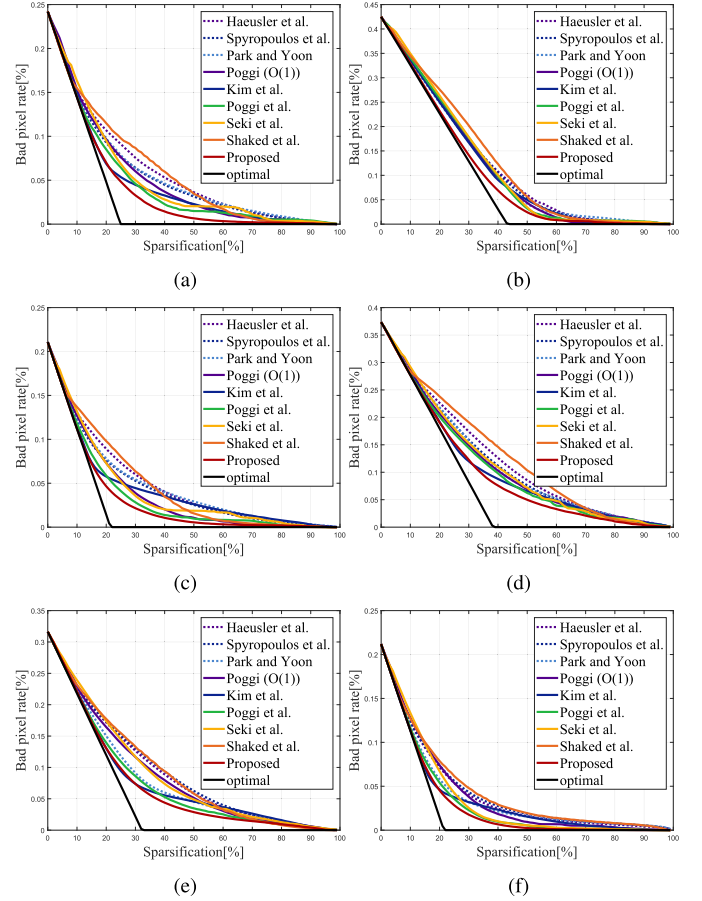 0.25
0.2
0.15
0.1
0.05
0
Bad pixel rate[%]
Haeusler et al.
Spyropoulos et al.
Park and Yoon
Poggi (O(1))
Kim et al.
Poggi et al.
Seki et al.
Shaked et al.
Proposed
optimal
0 10 20 30 40 50 60 70 80 90 100
Sparsification[%]
(a)
0.45
0.4
0.35
0.3
0.25
0.2
0.15
0.1
0.05
0
Bad pixel rate[%]
Haeusler et al.
Spyropoulos et al.
Park and Yoon
Poggi (O(1))
Kim et al.
Poggi et al.
Seki et al.
Shaked et al.
Proposed
optimal
0 10 20 30 40 50 60 70 80 90 100
Sparsification[%]
(b)
0.25
0.2
0.15
0.1
0.05
0
Bad pixel rate[%]
Haeusler et al.
Spyropoulos et al.
Park and Yoon
Poggi (O(1))
Kim et al.
Poggi et al.
Seki et al.
Shaked et al.
Proposed
optimal
0 10 20 30 40 50 60 70 80 90 100
Sparsification[%]
(c)
0.4
0.35
0.3
0.25
0.2
0.15
0.1
0.05
0
Bad pixel rate[%]
Haeusler et al.
Spyropoulos et al.
Park and Yoon
Poggi (O(1))
Kim et al.
Poggi et al.
Seki et al.
Shaked et al.
Proposed
optimal
0 10 20 30 40 50 60 70 80 90 100
Sparsification[%]
(d)
0.35
0.3
0.25
0.2
0.15
0.1
0.05
0
Bad pixel rate[%]
Haeusler et al.
Spyropoulos et al.
Park and Yoon
Poggi (O(1))
Kim et al.
Poggi et al.
Seki et al.
Shaked et al.
Proposed
optimal
0 10 20 30 40 50 60 70 80 90 100
Sparsification[%]
(e)
0.25
0.2
0.15
0.1
0.05
0
Bad pixel rate[%]
Haeusler et al.
Spyropoulos et al.
Park and Yoon
Poggi (O(1))
Kim et al.
Poggi et al.
Seki et al.
Shaked et al.
Proposed
optimal
0 10 20 30 40 50 60 70 80 90 100
Sparsification[%]
(f)